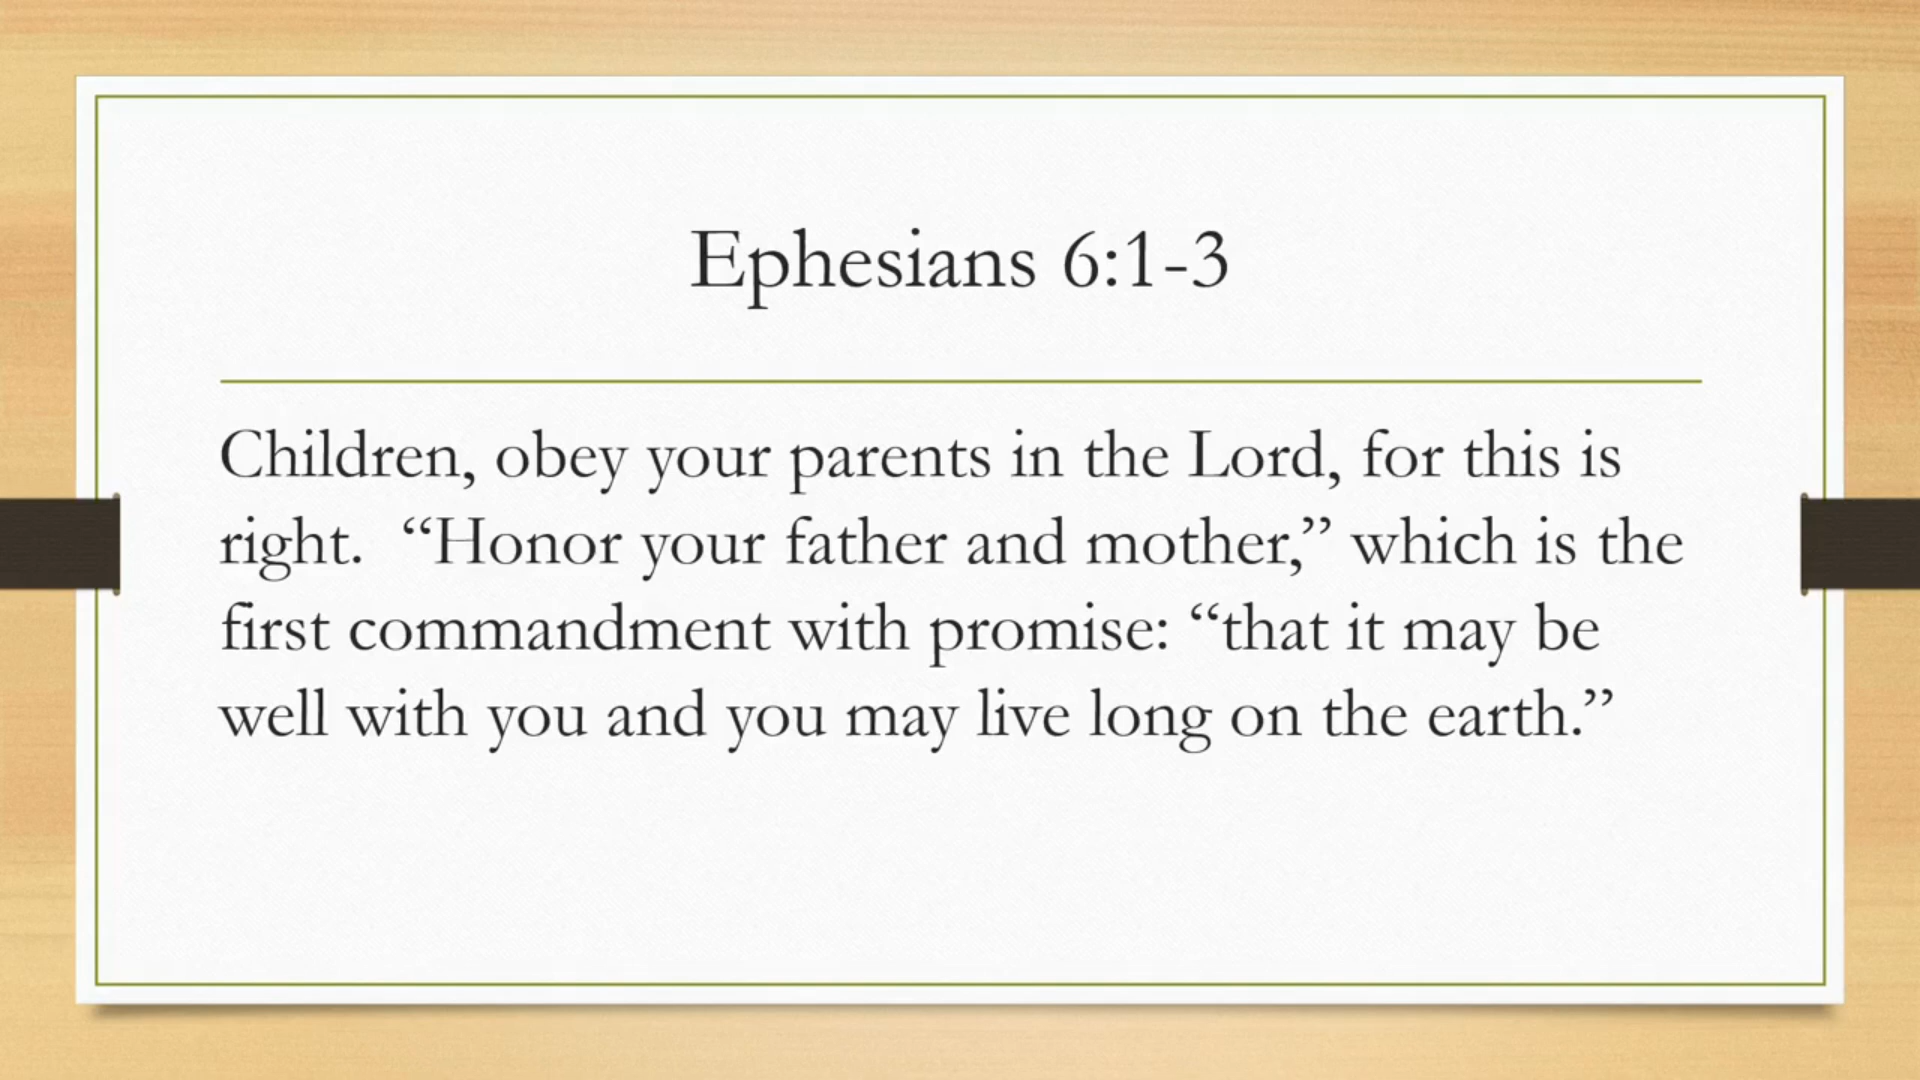 Ephesians 6:1-3
Children, obey your parents in the Lord, for this is
right.  “Honor your father and mother,” which is the
first commandment with promise: “that it may be
well with you and you may live long on the earth.”